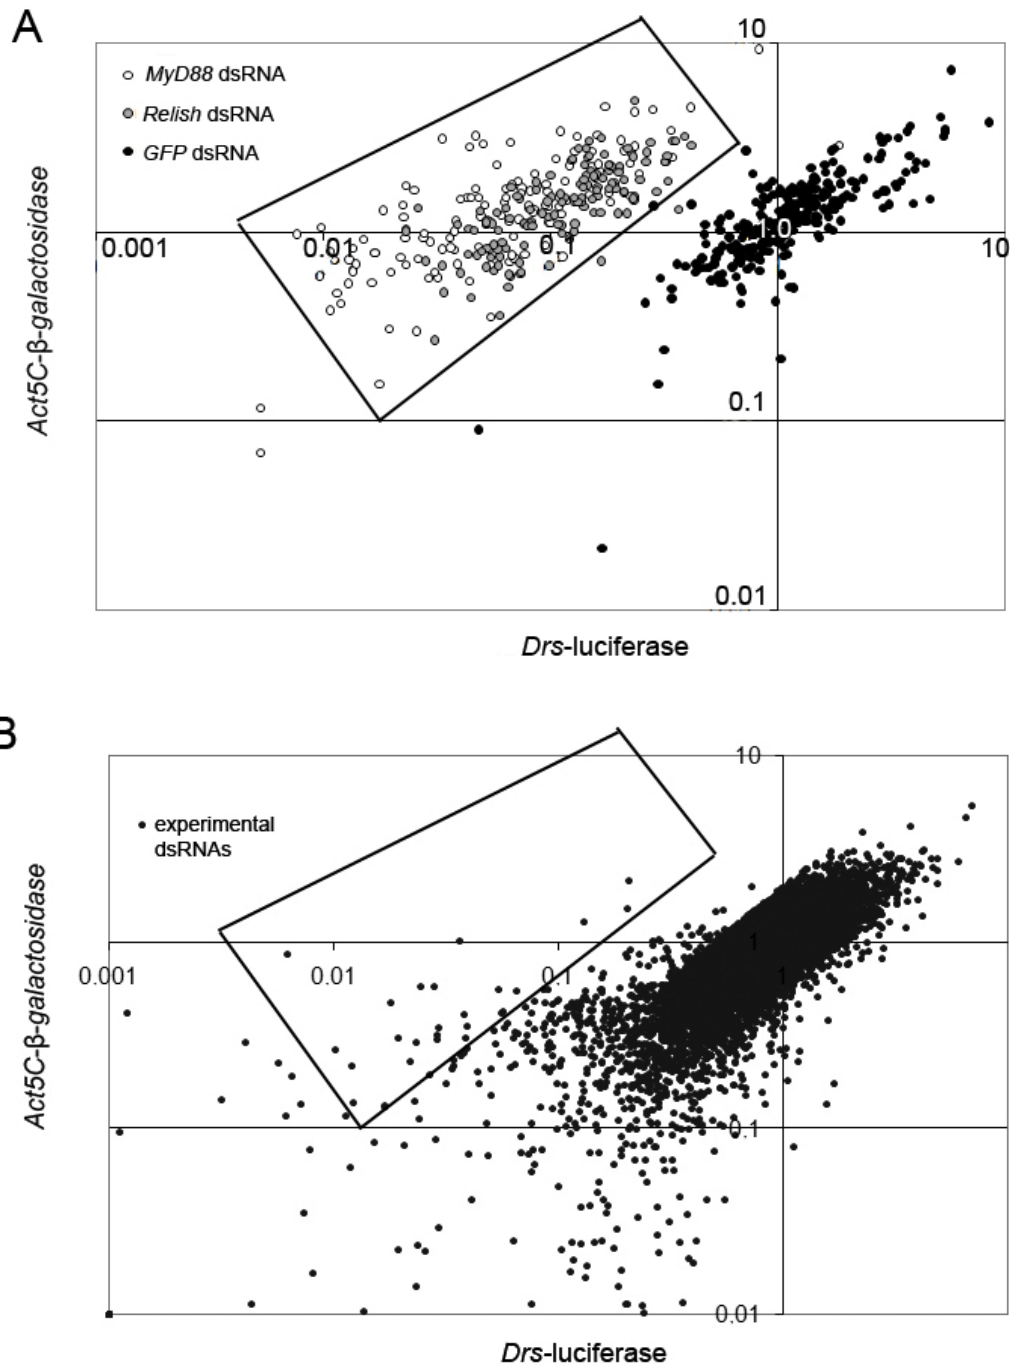 A
10
MyD88 dsRNA
Relish dsRNA
GFP dsRNA
Act5C-β-galactosidase
0.001 0.01 0.1 1.0 10
0.1
0.01
Drs-luciferase
B
10
experimental
dsRNAs
Act5C-β-galactosidase
1
0.001 0.01 0.1 1
0.1
0.01
Drs-luciferase